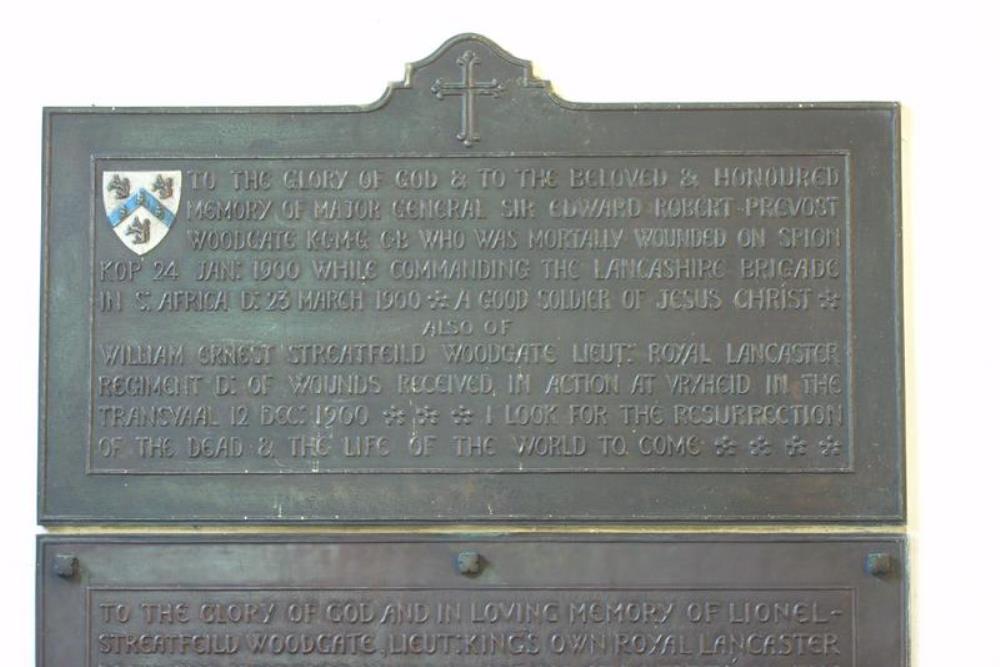 TO THE GLORY OF GOD & TO THE BELOVED & HONOURED
MEMORY OF MAJOR GENERAL SIR EDWARD ROBERT PREVOST
WOODGATE K·C·M·G C·B WHO WAS MORTALLY WOUNDED ON SPION
KOP 24 JAN: 1900 WHILE COMMANDING THE LANCASHIRE BRIGADE
IN S. AFRICA D: 23 MARCH 1900 A GOOD SOLDIER OF JESUS CHRIST
ALSO OF
WILLIAM ERNEST STREATFEILD WOODGATE LIEUT: ROYAL LANCASTER
REGIMENT D: OF WOUNDS RECEIVED IN ACTION AT VRYHEID IN THE
TRANSVAAL 12 DEC: 1900 I LOOK FOR THE RESURRECTION
OF THE DEAD & THE LIFE OF THE WORLD TO COME
TO THE GLORY OF GOD AND IN LOVING MEMORY OF LIONEL-
STREATFEILD WOODGATE, LIEUT: KING'S OWN ROYAL LANCASTER